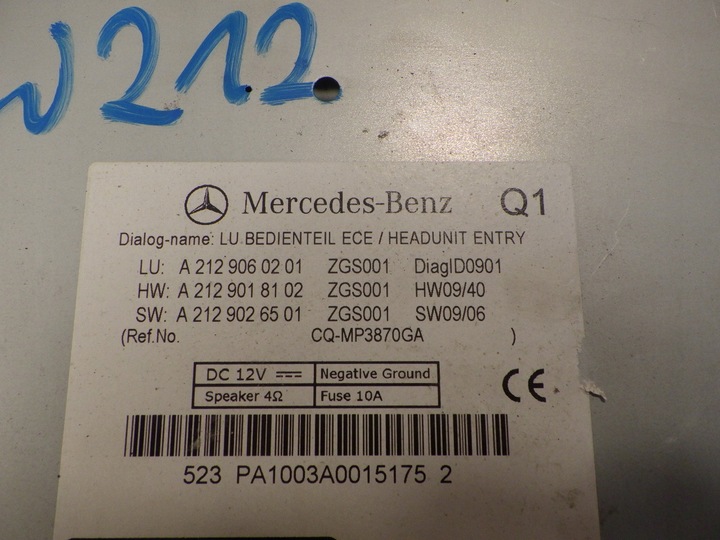 W212
Mercedes-Benz Q1
Dialog-name: LU BEDIENTEIL ECE / HEADUNIT ENTRY
LU: A 212 906 02 01 ZGS001 DiagID0901
HW: A 212 901 81 02 ZGS001 HW09/40
SW: A 212 902 65 01 ZGS001 SW09/06
(Ref.No. CQ-MP3870GA )
DC 12V Negative Ground
Speaker 4Ω Fuse 10A
CE
523 PA1003A0015175 2